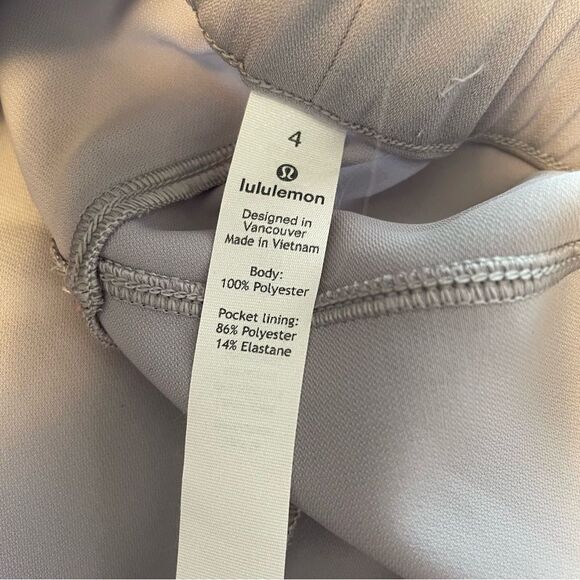 4
lululemon
Designed in
Vancouver
Made in Vietnam
Body:
100% Polyester
Pocket lining:
86% Polyester
14% Elastane